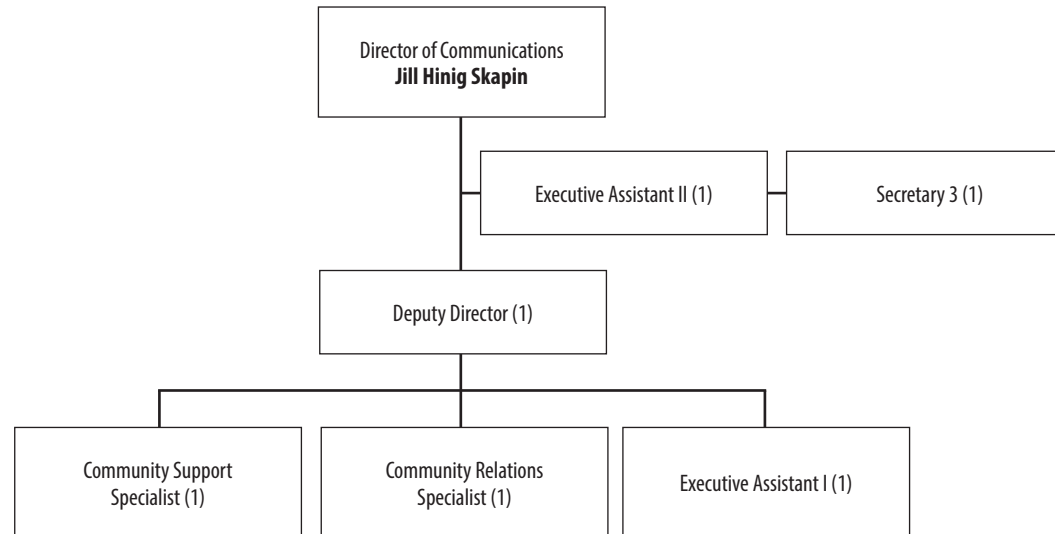 Director of Communications
Jill Hinig Skapin
Executive Assistant II (1)
Secretary 3 (1)
Deputy Director (1)
Community Support
Specialist (1)
Community Relations
Specialist (1)
Executive Assistant I (1)